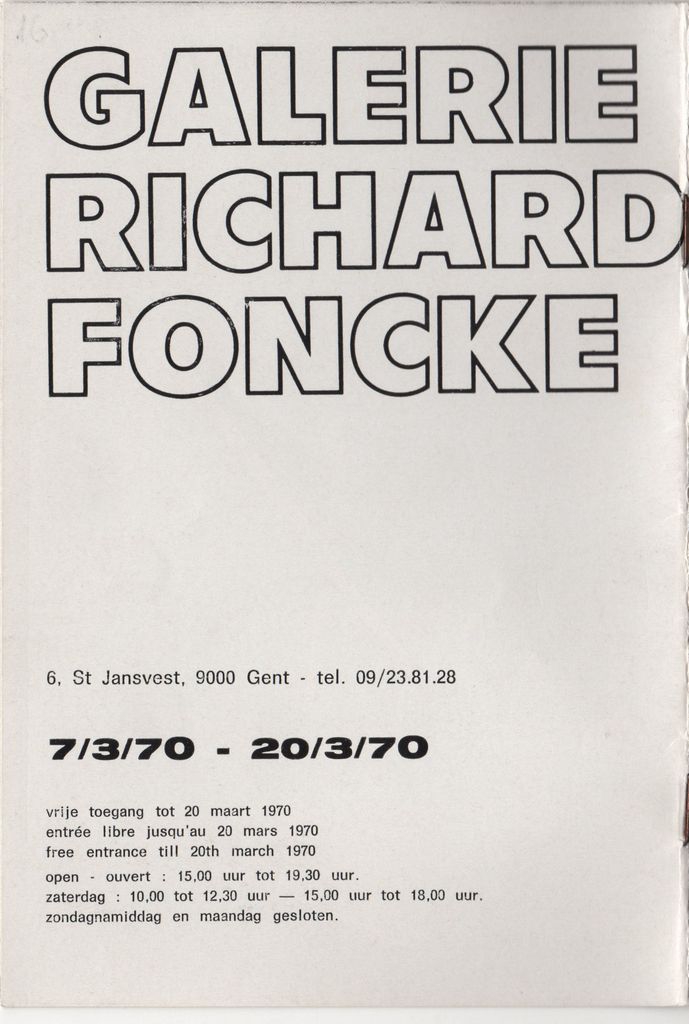 16
GALERIE
RICHARD
FONCKE
6, St Jansvest, 9000 Gent - tel. 09/23.81.28
7/3/70 - 20/3/70
vrije toegang tot 20 maart 1970
entrée libre jusqu'au 20 mars 1970
free entrance till 20th march 1970
open - ouvert : 15,00 uur tot 19,30 uur.
zaterdag : 10,00 tot 12,30 uur — 15,00 uur tot 18,00 uur.
zondagnamiddag en maandag gesloten.